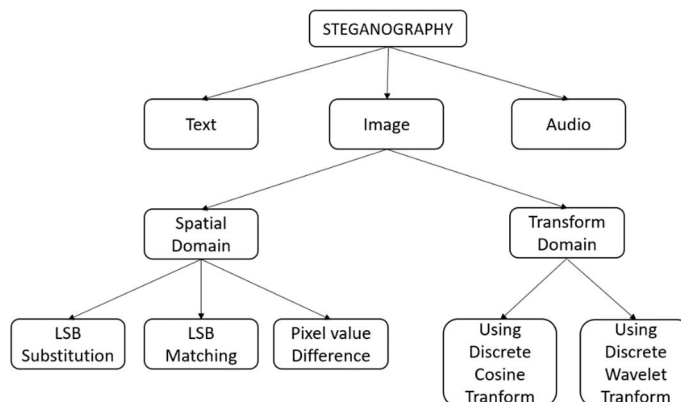 STEGANOGRAPHY
Text
Image
Audio
Spatial
Domain
Transform
Domain
LSB
Substitution
LSB
Matching
Pixel value
Difference
Using
Discrete
Cosine
Tranform
Using
Discrete
Wavelet
Tranform